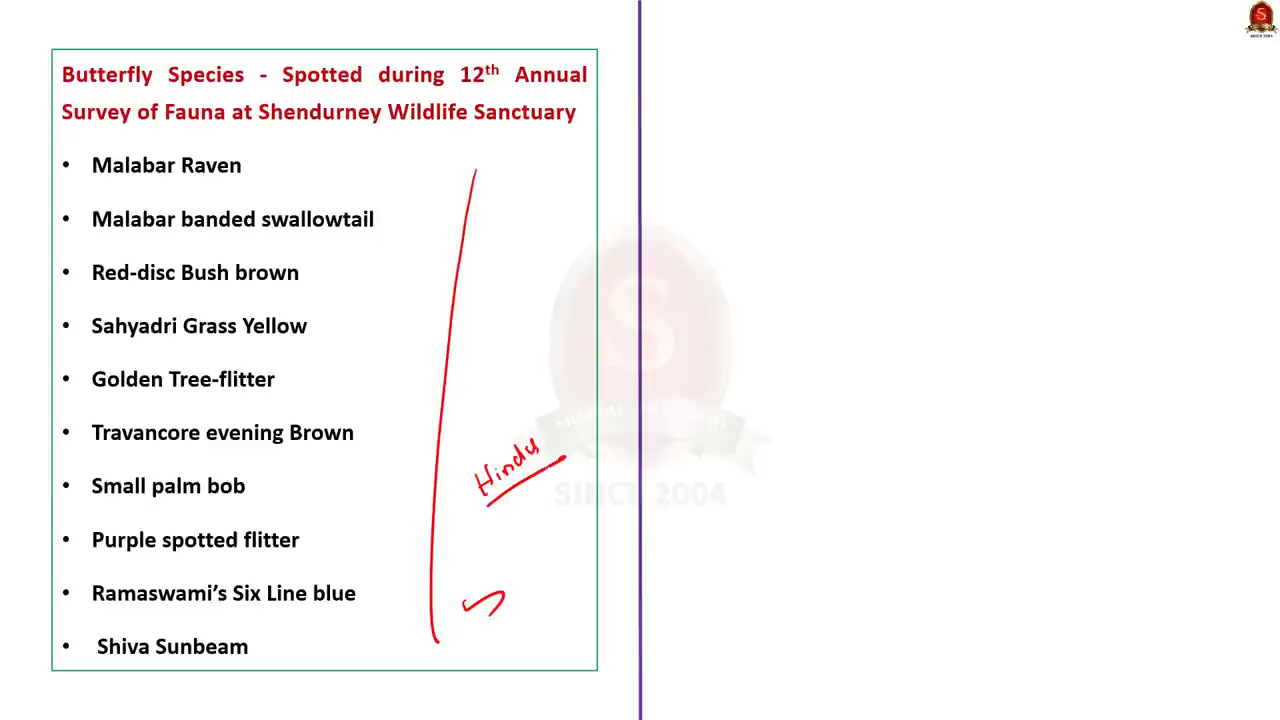 Butterfly Species - Spotted during 12th Annual
Survey of Fauna at Shendurney Wildlife Sanctuary
• Malabar Raven
• Malabar banded swallowtail
• Red-disc Bush brown
• Sahyadri Grass Yellow
• Golden Tree-flitter
• Travancore evening Brown
• Small palm bob
• Purple spotted flitter
• Ramaswami's Six Line blue
• Shiva Sunbeam
Hindu
S
SINCE 2004
S
SINCE 2004